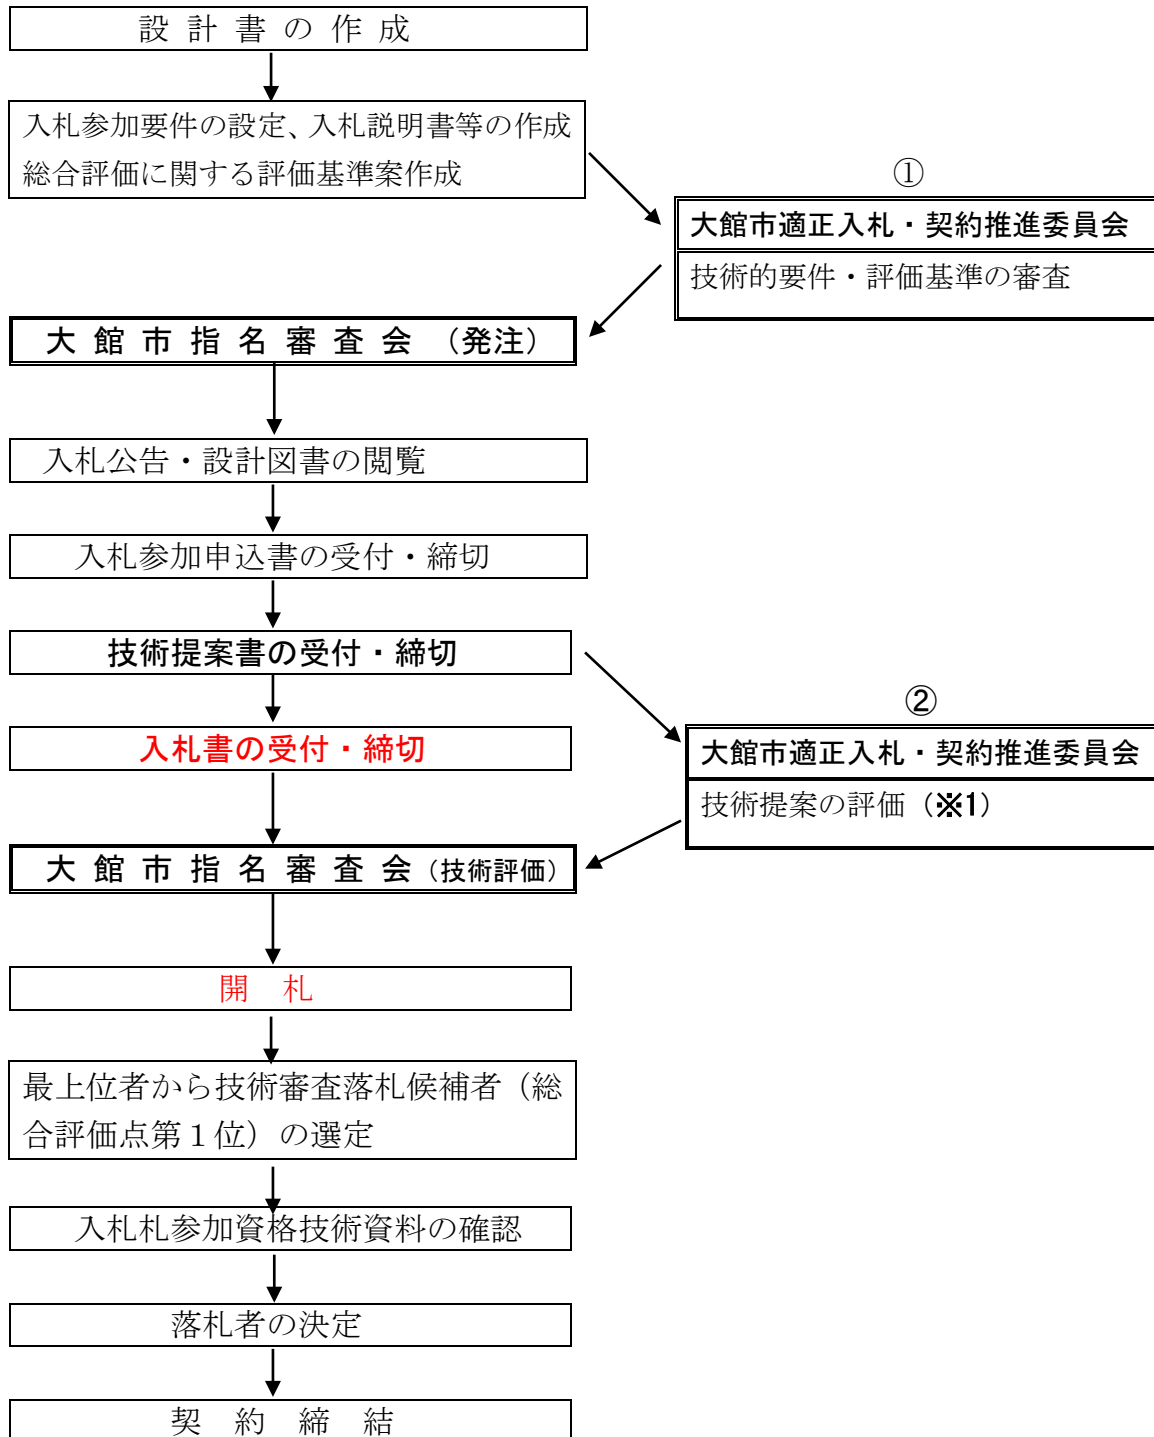 設計書の作成
入札参加要件の設定、入札説明書等の作成
総合評価に関する評価基準案作成
①
大館市適正入札・契約推進委員会
技術的要件・評価基準の審査
大館市指名審査会（発注）
入札公告・設計図書の閲覧
入札参加申込書の受付・締切
技術提案書の受付・締切
入札書の受付・締切
②
大館市適正入札・契約推進委員会
技術提案の評価（※1）
大館市指名審査会（技術評価）
開札
最上位者から技術審査落札候補者（総
合評価点第１位）の選定
入札札参加資格技術資料の確認
落札者の決定
契約締結